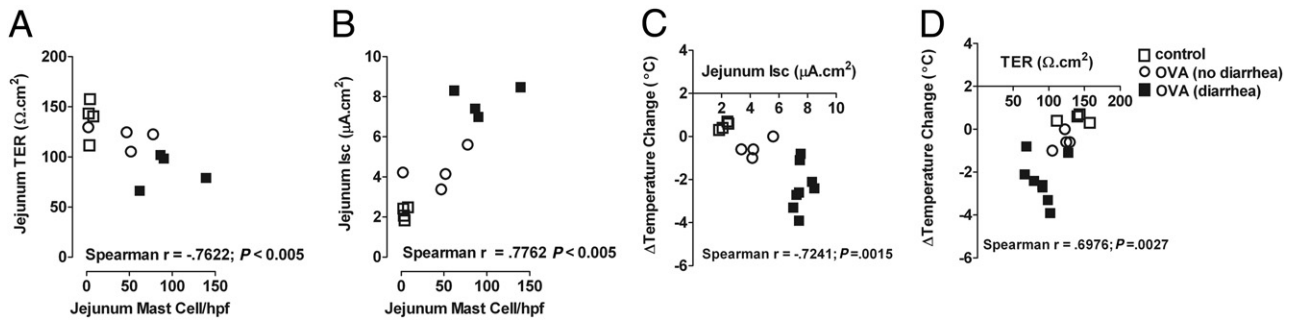 A
Jejunum TER (Ω.cm²)
200
150
100
50
0
Spearman r = -.7622; P < 0.005
0 50 100 150
Jejunum Mast Cell/hpf
B
Jejunum Isc (μA.cm²)
10
8
6
4
2
0
Spearman r = .7762 P < 0.005
0 50 100 150
Jejunum Mast Cell/hpf
C
ΔTemperature Change (°C)
4
2
0
-2
-4
-6
Jejunum Isc (μA.cm²)
2 4 6 8 10
Spearman r = -.7241; P=.0015
D
ΔTemperature Change (°C)
4
2
0
-2
-4
-6
TER (Ω.cm²)
50 100 150 200
Spearman r = .6976; P=.0027
control
OVA (no diarrhea)
OVA (diarrhea)